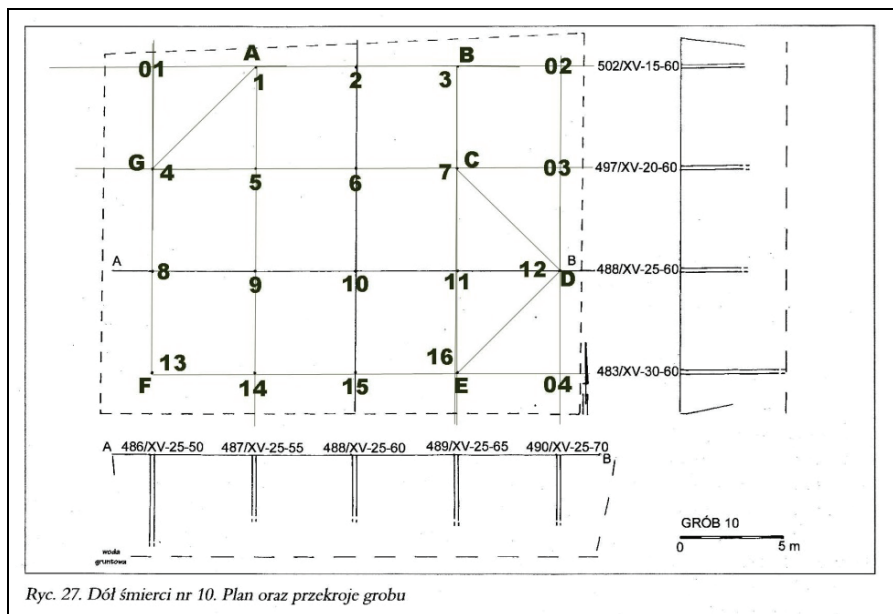 A B
01 1 2 3 02 502/XV-15-60
G C
4 5 6 7 03 497/XV-20-60
A B
8 9 10 11 12 D 488/XV-25-60
13 16
F 14 15 E 04 483/XV-30-60
A 486/XV-25-50 487/XV-25-55 488/XV-25-60 489/XV-25-65 490/XV-25-70 B
woda
gruntowa
GRÓB 10
0 5 m
Ryc. 27. Dół śmierci nr 10. Plan oraz przekroje grobu